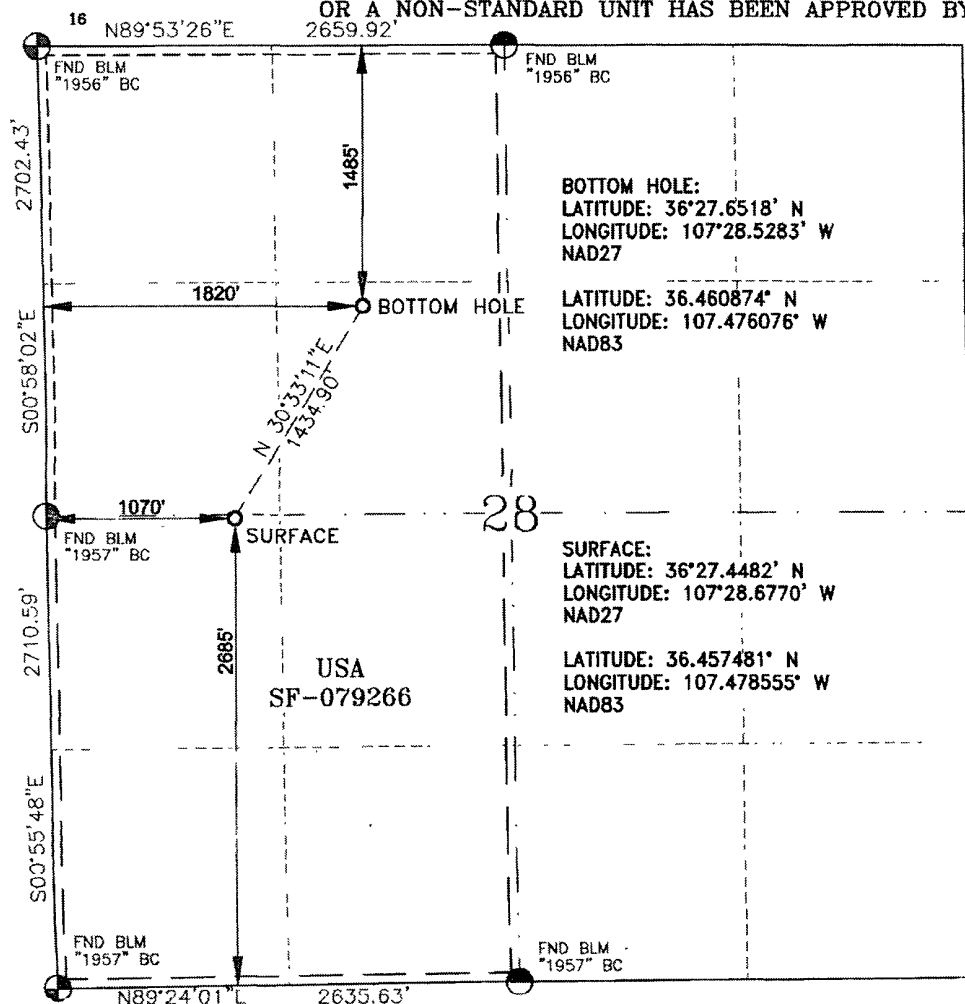 OR A NON-STANDARD UNIT HAS BEEN APPROVED BY
16
N89°53'26"E 2659.92'
FND BLM
"1956" BC
FND BLM
"1956" BC
2702.43'
1485'
BOTTOM HOLE:
LATITUDE: 36°27.6518' N
LONGITUDE: 107°28.5283' W
NAD27
LATITUDE: 36.460874° N
LONGITUDE: 107.476076° W
NAD83
1820'
BOTTOM HOLE
S00°58'02"E
N 30°33'11"E
1434.90'
1070'
SURFACE
28
FND BLM
"1957" BC
SURFACE:
LATITUDE: 36°27.4482' N
LONGITUDE: 107°28.6770' W
NAD27
LATITUDE: 36.457481° N
LONGITUDE: 107.478555° W
NAD83
2710.59'
2685'
USA
SF-079266
S00°55'48"E
FND BLM
"1957" BC
FND BLM
"1957" BC
N89°24'01"E 2635.63'